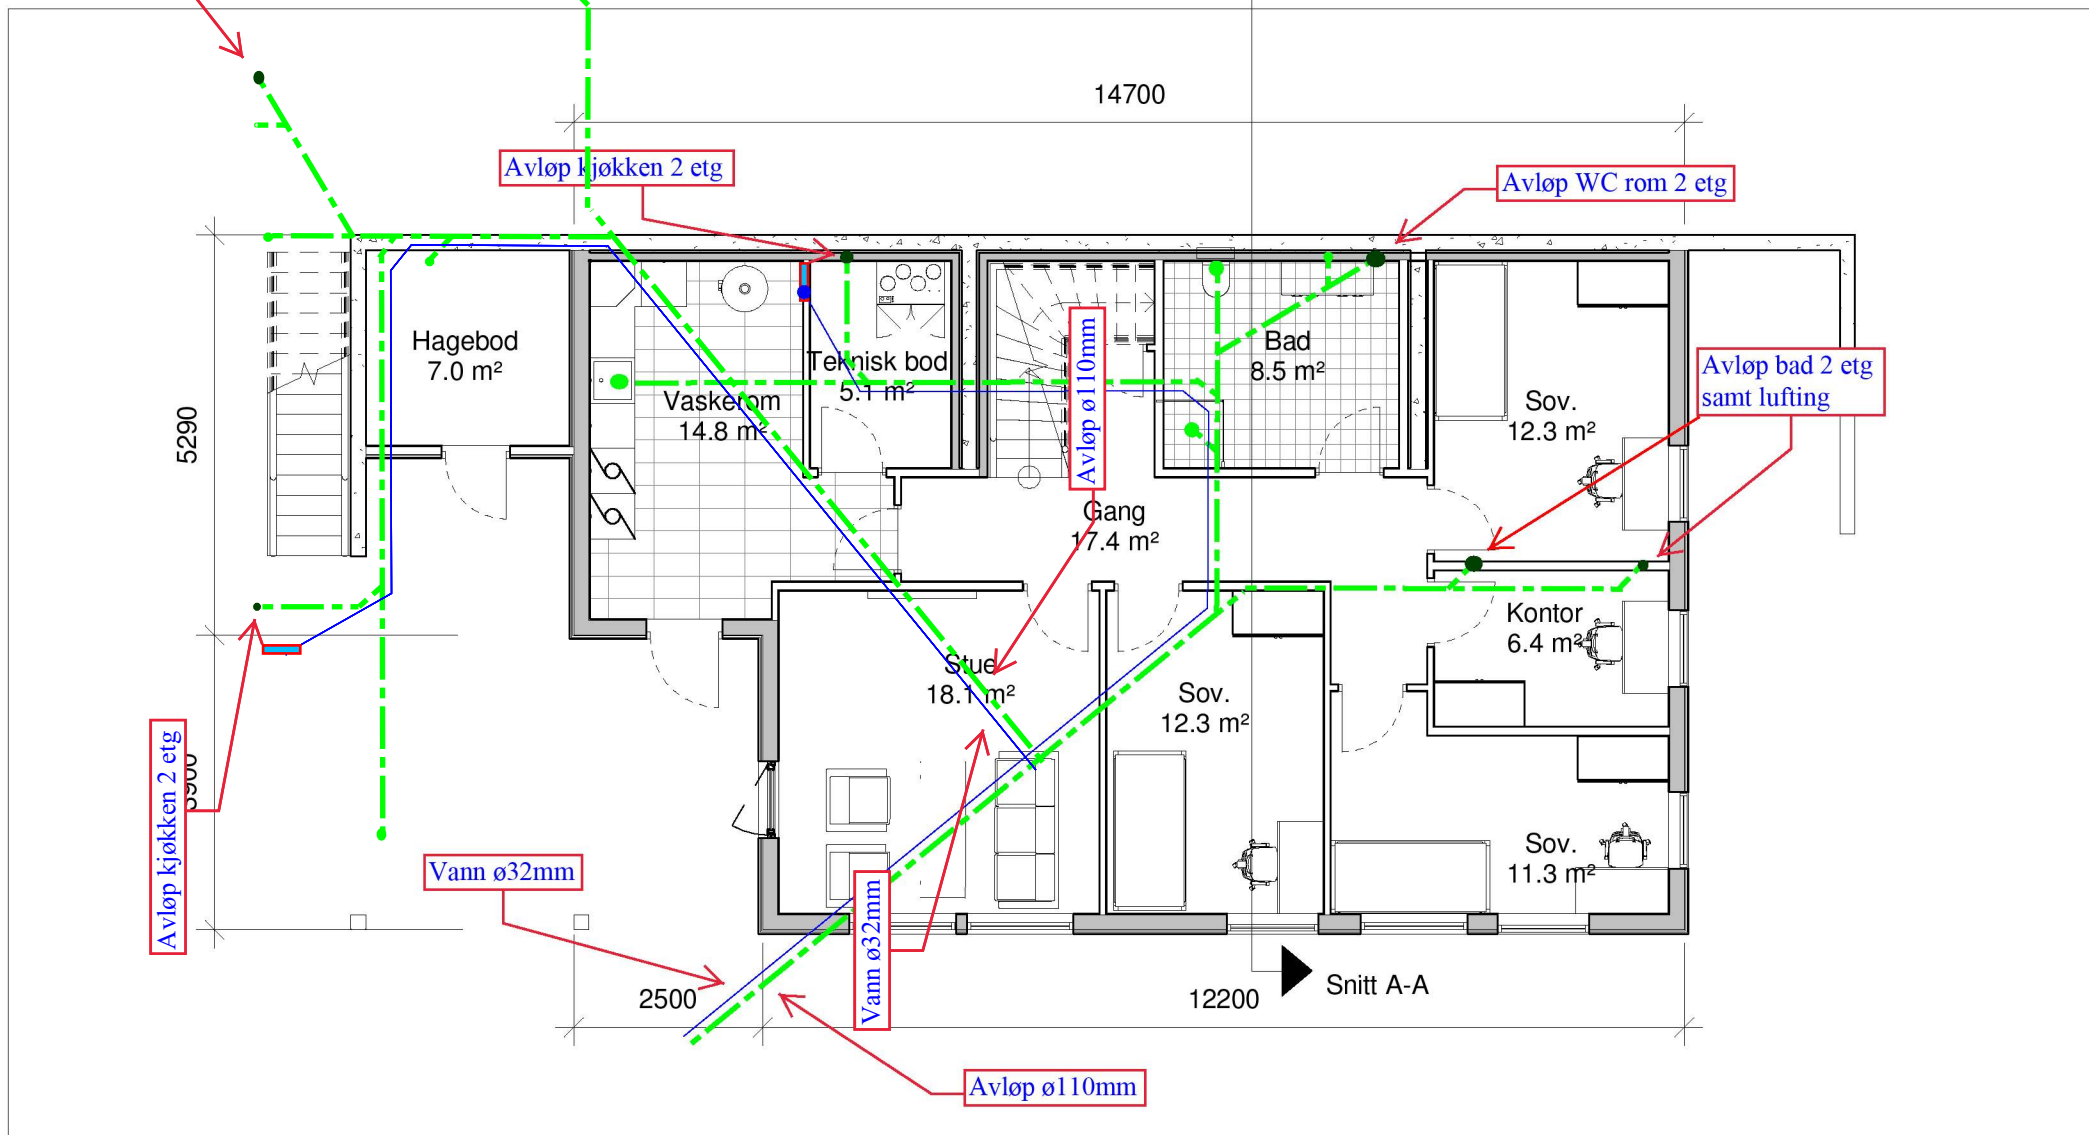 14700
Avløp kjøkken 2 etg
Avløp WC rom 2 etg
Hagebod
7.0 m²
Teknisk bod
5.1 m²
Vaskerom
14.8 m²
Avløp ø110mm
Bad
8.5 m²
Sov.
12.3 m²
Avløp bad 2 etg
samt lufting
5290
Gang
17.4 m²
Kontor
6.4 m²
Stue
18.1 m²
Sov.
12.3 m²
Avløp kjøkken 2 etg
Vann ø32mm
Vann ø32mm
Sov.
11.3 m²
2500
12200
Snitt A-A
Avløp ø110mm